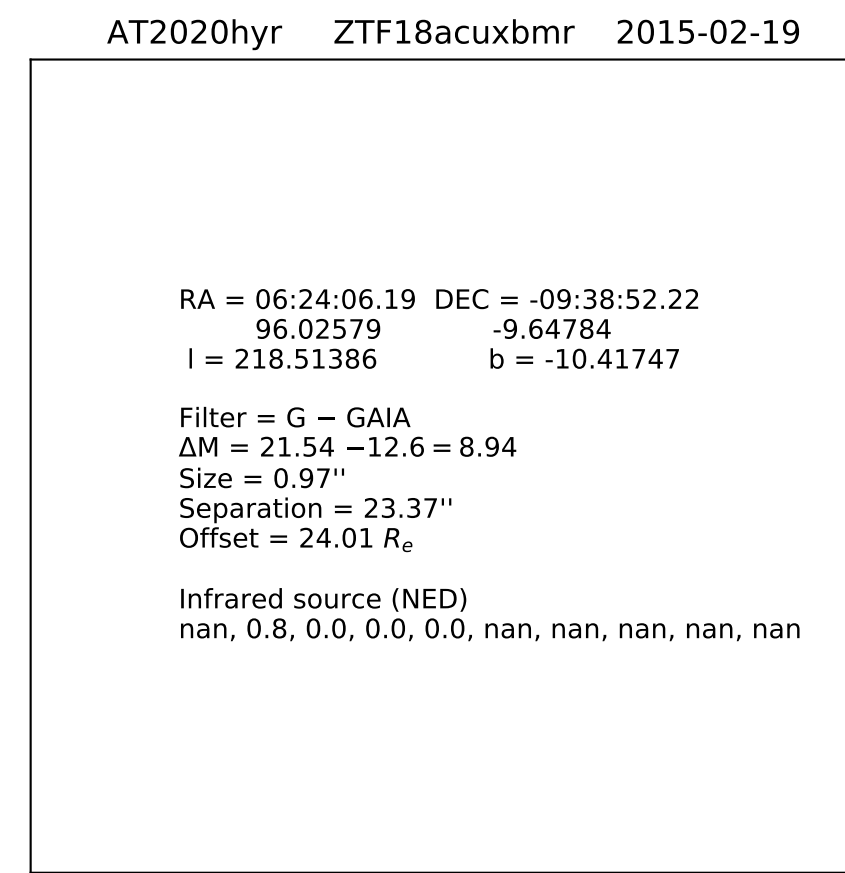 AT2020hyr ZTF18acuxbmr 2015-02-19
RA = 06:24:06.19 DEC = -09:38:52.22
96.02579 -9.64784
l = 218.51386 b = -10.41747
Filter = G − GAIA
ΔM = 21.54 −12.6 = 8.94
Size = 0.97''
Separation = 23.37''
Offset = 24.01 Rₑ
Infrared source (NED)
nan, 0.8, 0.0, 0.0, 0.0, nan, nan, nan, nan, nan